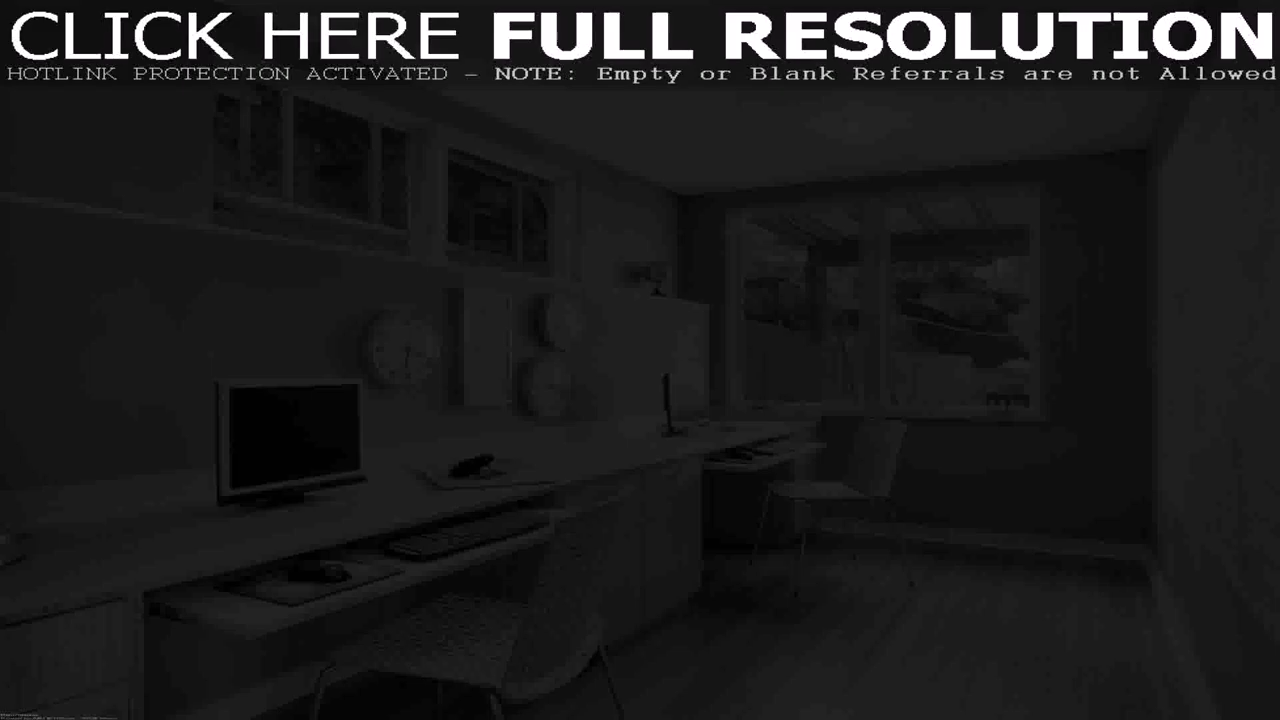 CLICK HERE FULL RESOLUTION
HOTLINK PROTECTION ACTIVATED - NOTE: Empty or Blank Referrals are not Allowed